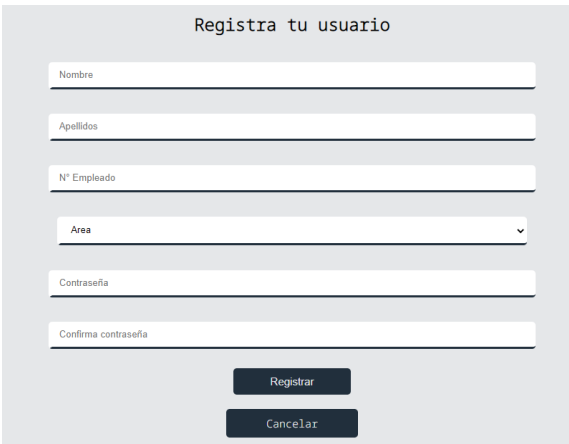 Registra tu usuario
Nombre
Apellidos
N° Empleado
Area
Contraseña
Confirma contraseña
Registrar
Cancelar